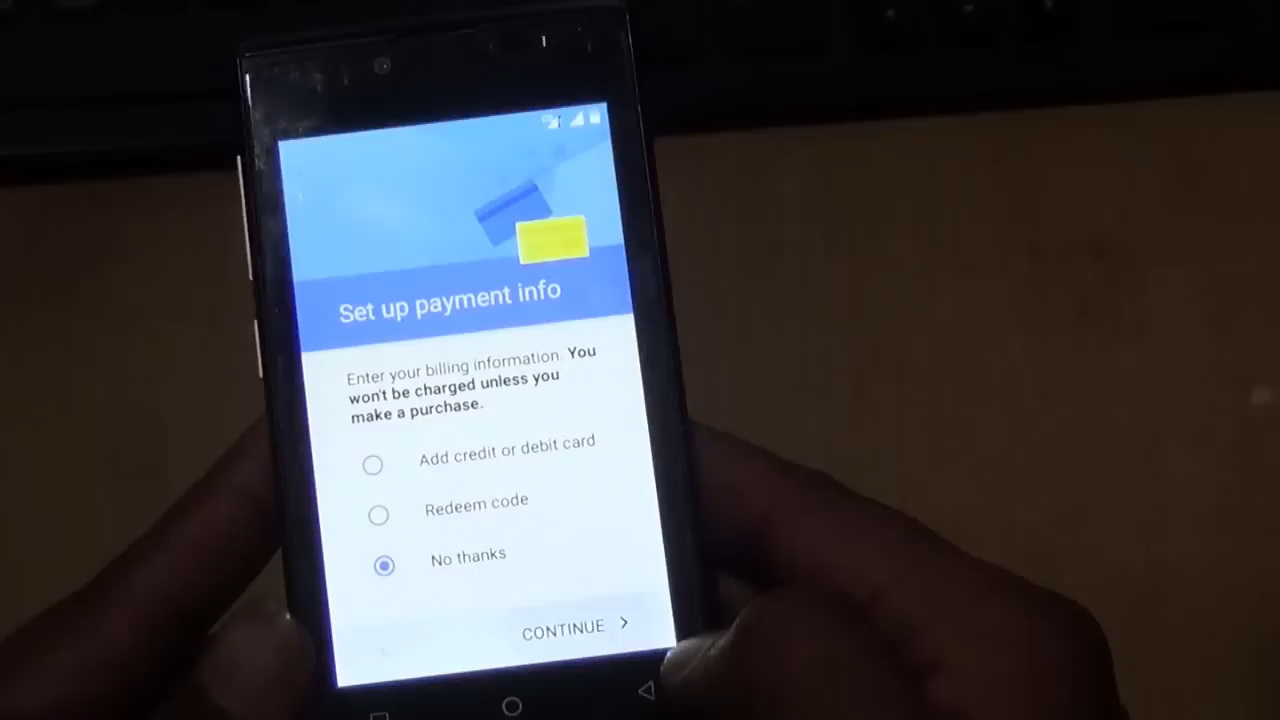 Set up payment info
Enter your billing information. You
won't be charged unless you
make a purchase.
Add credit or debit card
Redeem code
No thanks
CONTINUE